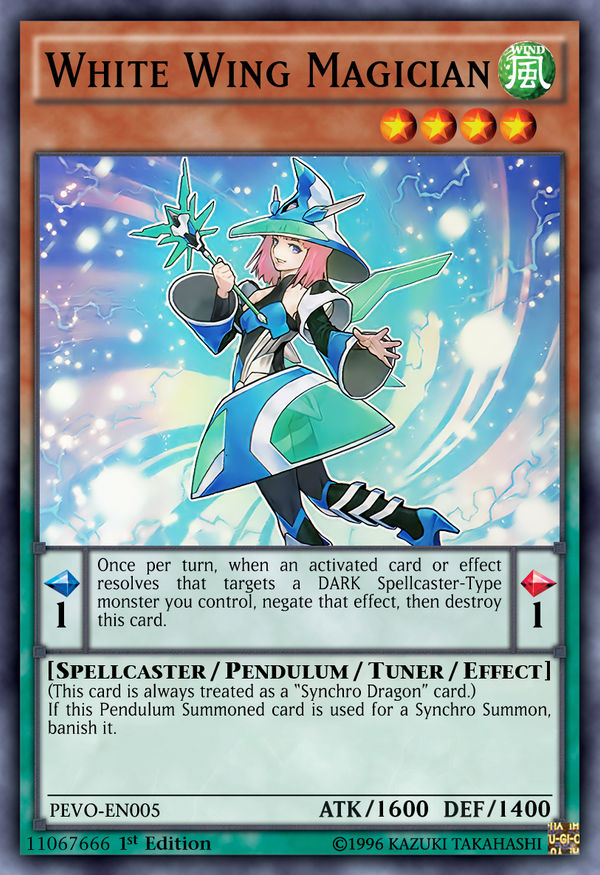 White Wing Magician
WIND
風
Once per turn, when an activated card or effect
resolves that targets a DARK Spellcaster-Type
monster you control, negate that effect, then destroy
this card.
1
1
[Spellcaster / Pendulum / Tuner / Effect]
(This card is always treated as a "Synchro Dragon" card.)
If this Pendulum Summoned card is used for a Synchro Summon,
banish it.
PEVO-EN005
ATK/1600 DEF/1400
11067666 1st Edition
©1996 KAZUKI TAKAHASHI